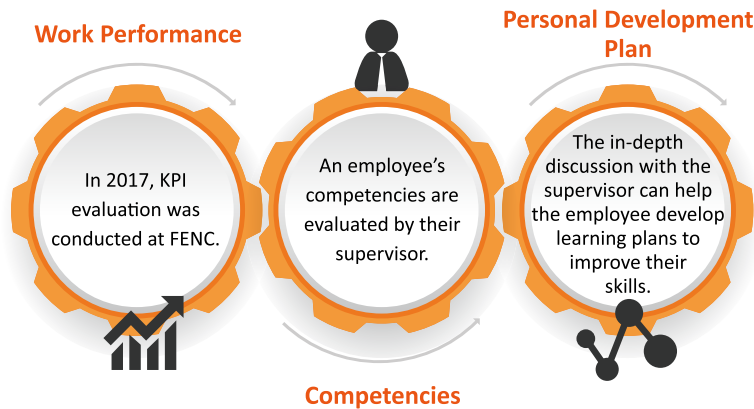 Work Performance
In 2017, KPI
evaluation was
conducted at FENC.
An employee’s
competencies are
evaluated by their
supervisor.
Competencies
Personal Development
Plan
The in-depth
discussion with the
supervisor can help
the employee develop
learning plans to
improve their
skills.